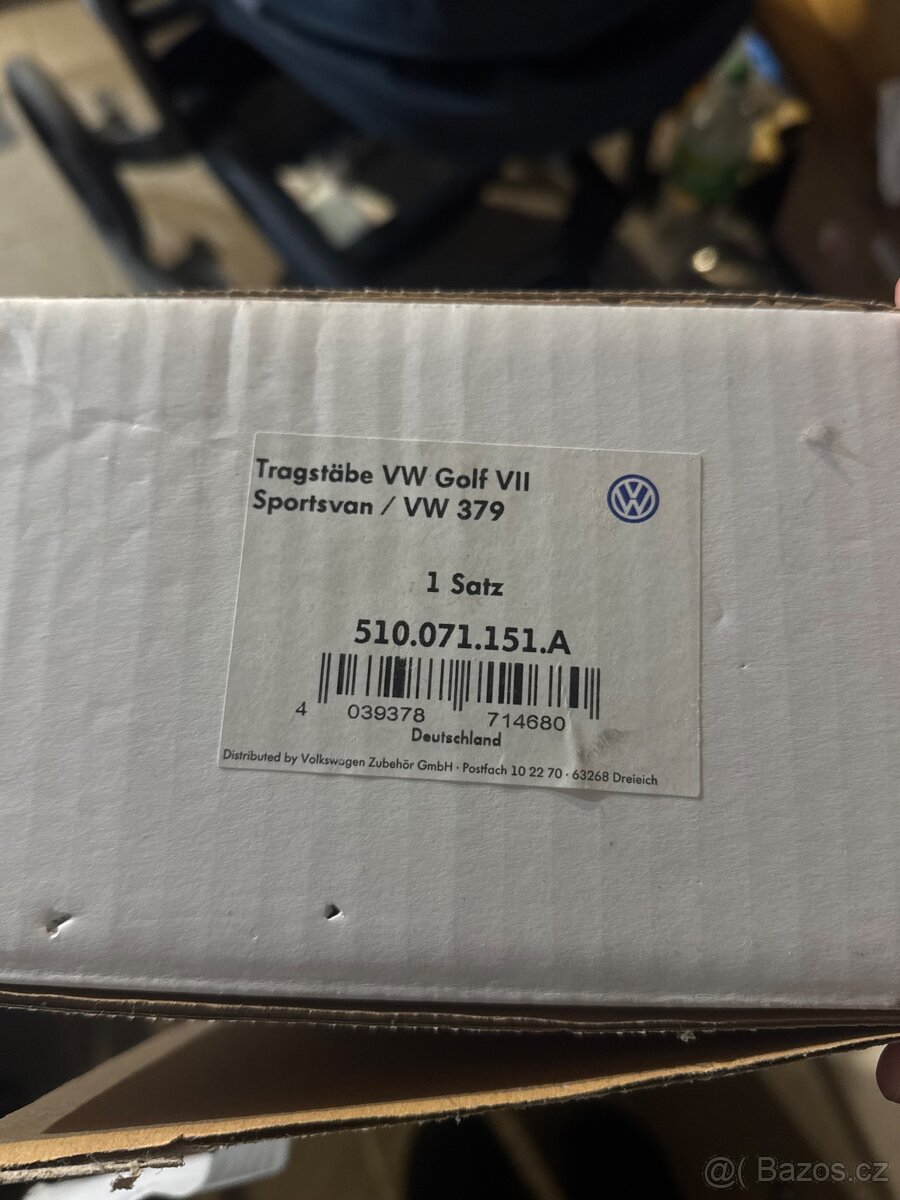 Tragstäbe VW Golf VII
Sportsvan / VW 379
1 Satz
510.071.151.A
4 039378 714680
Deutschland
Distributed by Volkswagen Zubehör GmbH · Postfach 10 22 70 · 63268 Dreieich
@( Bazos.cz